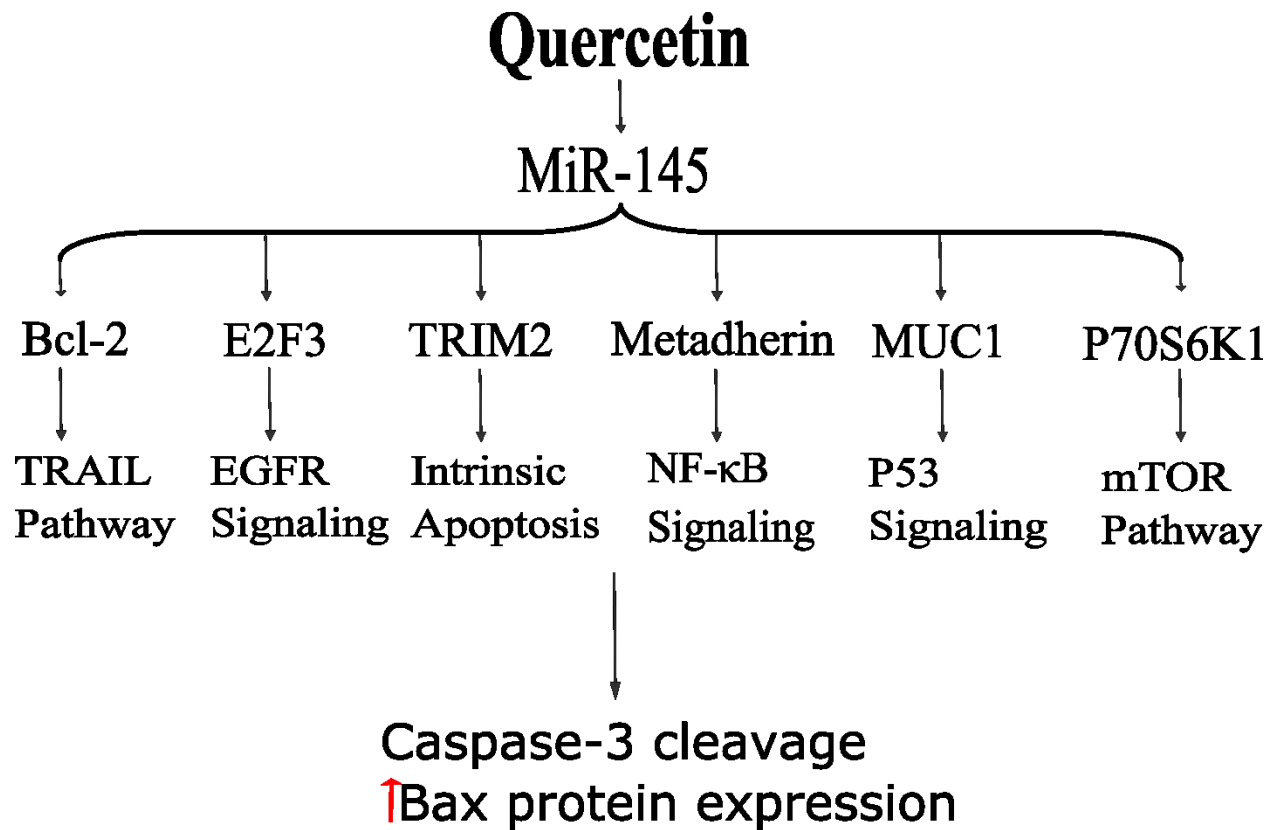 Quercetin
MiR-145
Bcl-2 E2F3 TRIM2 Metadherin MUC1 P70S6K1
TRAIL Pathway
EGFR Signaling
Intrinsic Apoptosis
NF-κB Signaling
P53 Signaling
mTOR Pathway
Caspase-3 cleavage
↑Bax protein expression